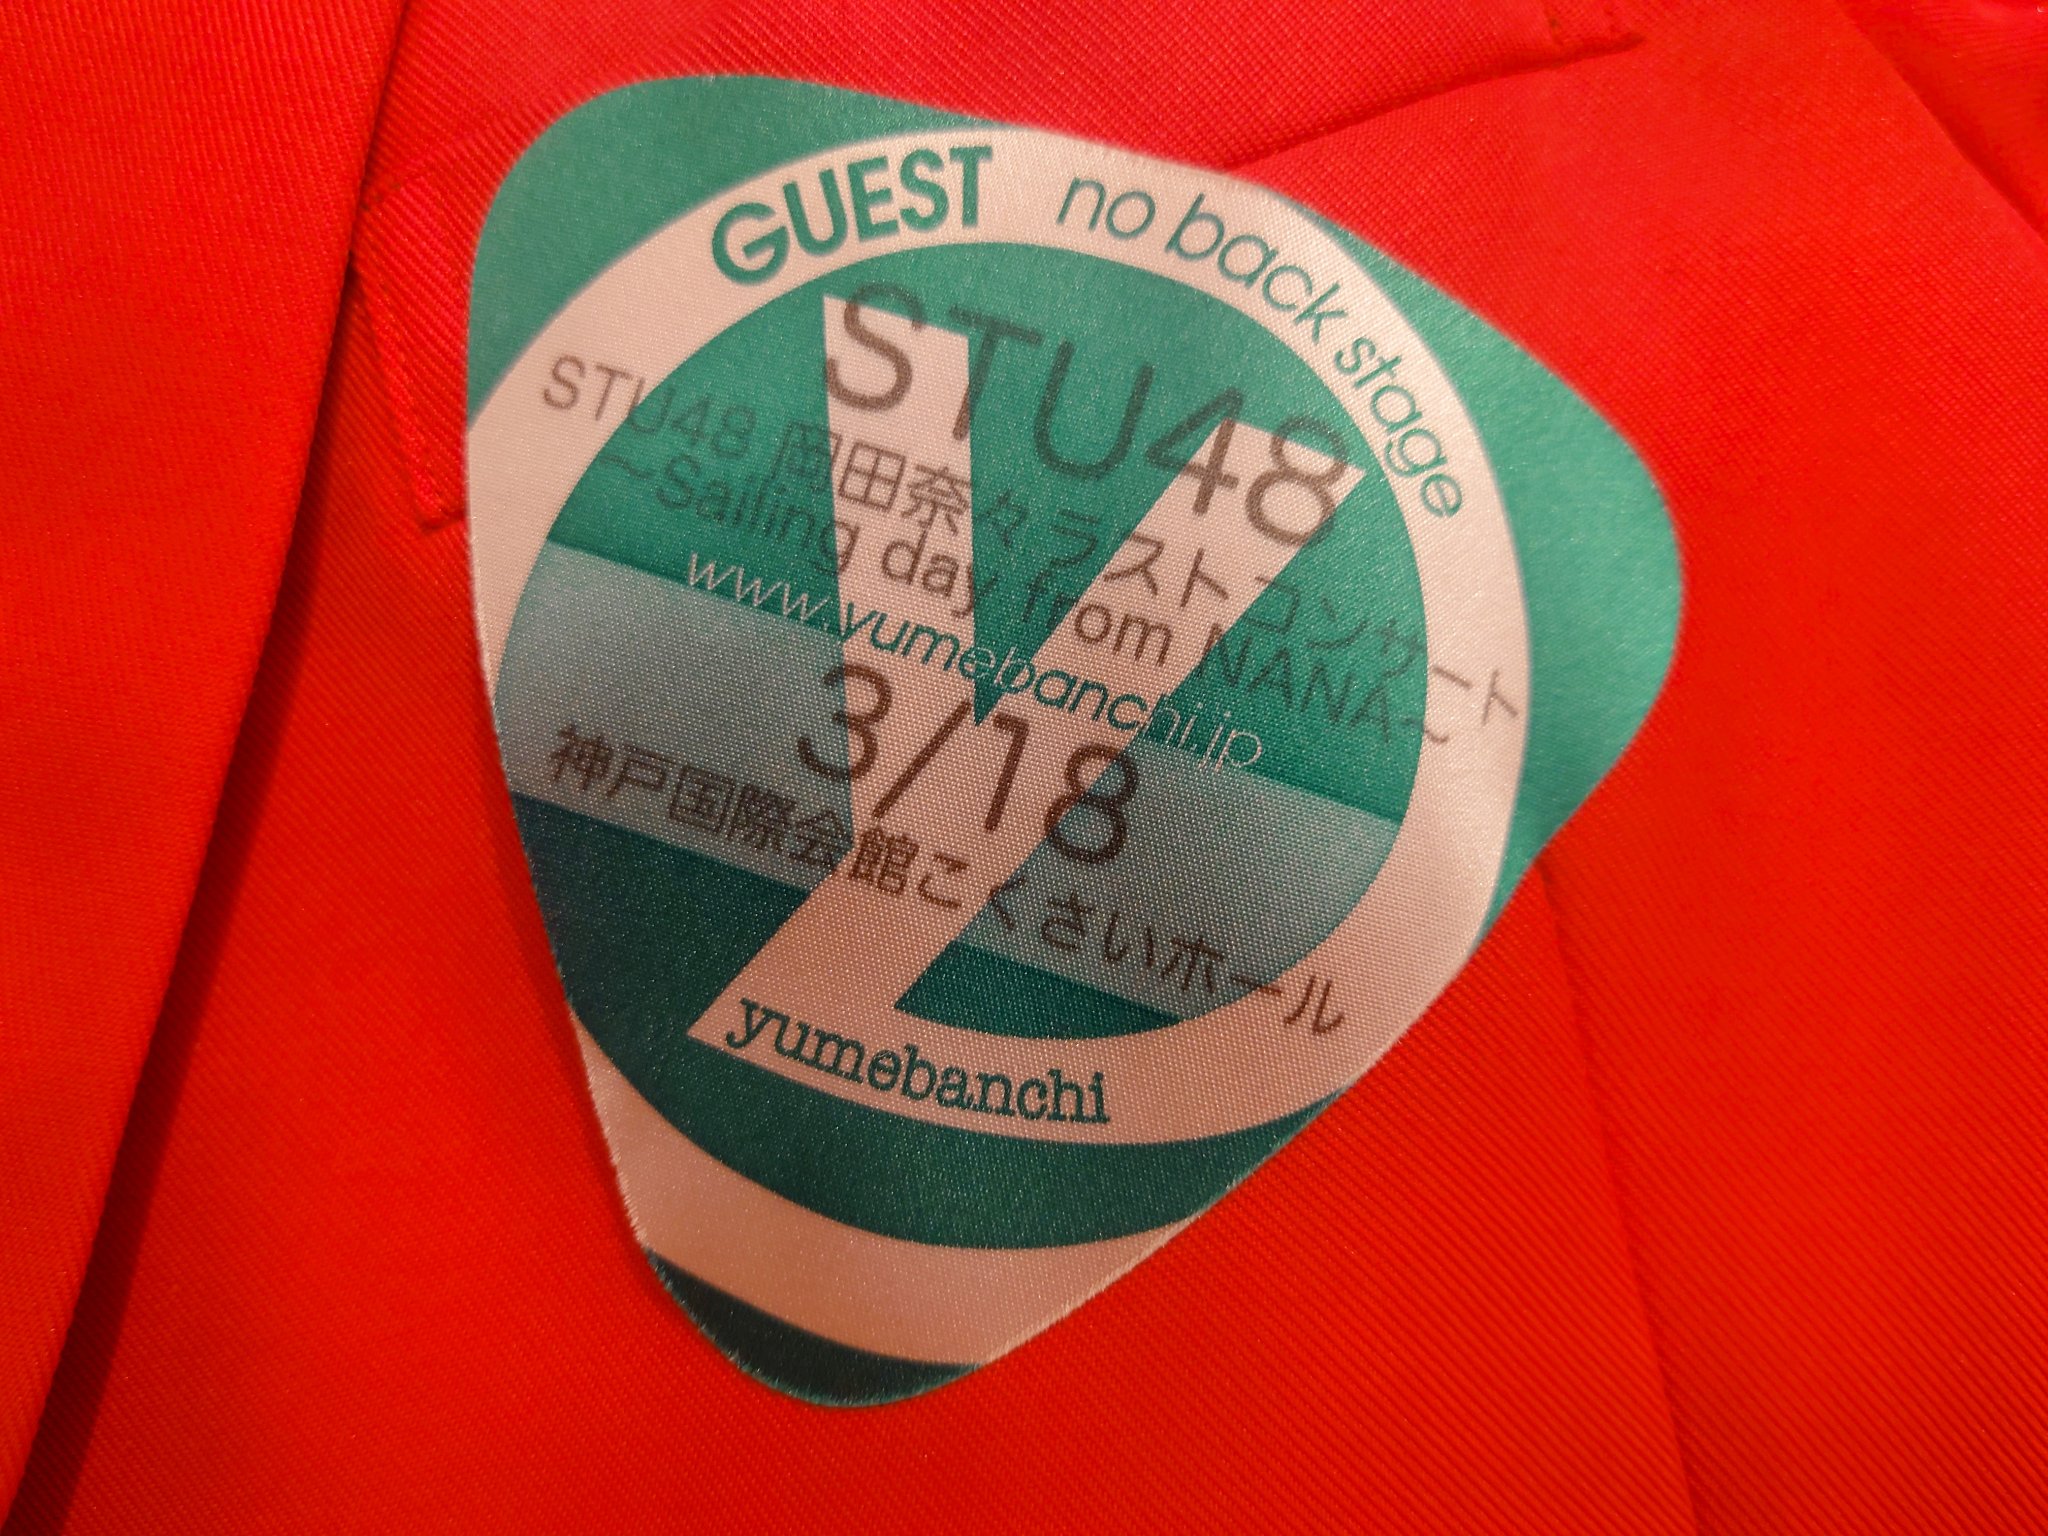 GUEST no back stage
STU48
STU48 岡田奈々ラストコンサート
～Sailing day from NANA～
www.yumebanchi.jp
3/18
神戸国際会館こくさいホール
yumebanchi